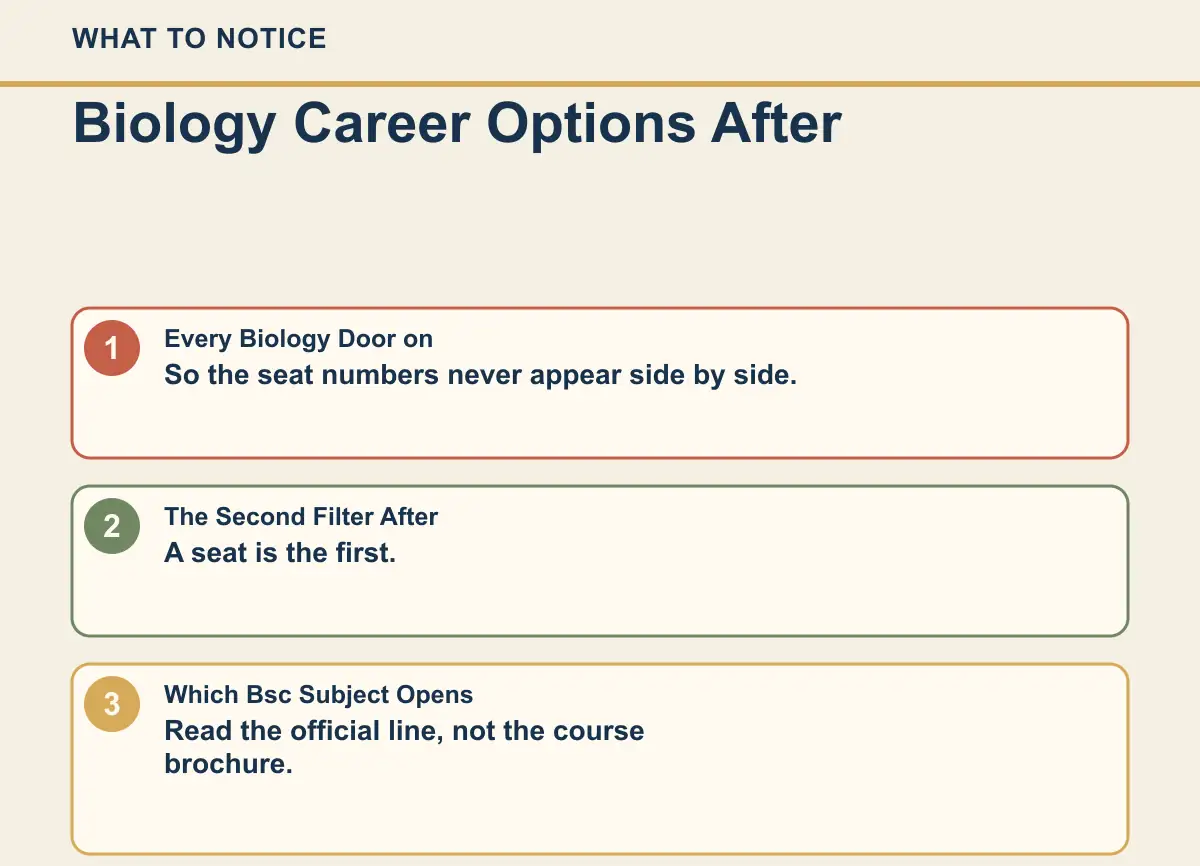 WHAT TO NOTICE
Biology Career Options After
1
Every Biology Door on
So the seat numbers never appear side by side.
2
The Second Filter After
A seat is the first.
3
Which Bsc Subject Opens
Read the official line, not the course
brochure.